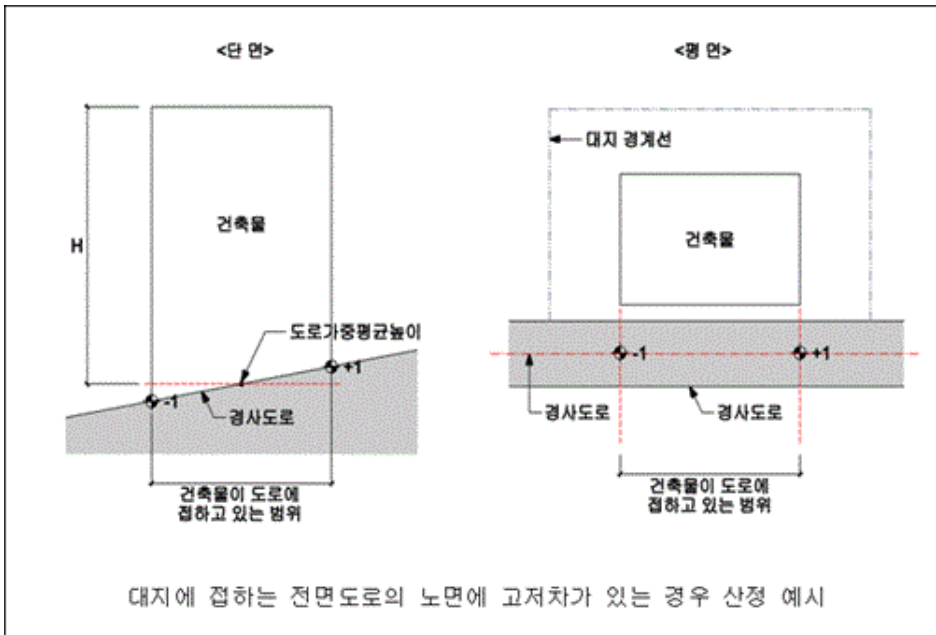 <단 면>
H
건축물
도로가중평균높이
+1
-1
경사도로
건축물이 도로에
접하고 있는 범위
<평 면>
대지 경계선
건축물
-1
+1
경사도로
경사도로
건축물이 도로에
접하고 있는 범위
대지에 접하는 전면도로의 노면에 고저차가 있는 경우 산정 예시